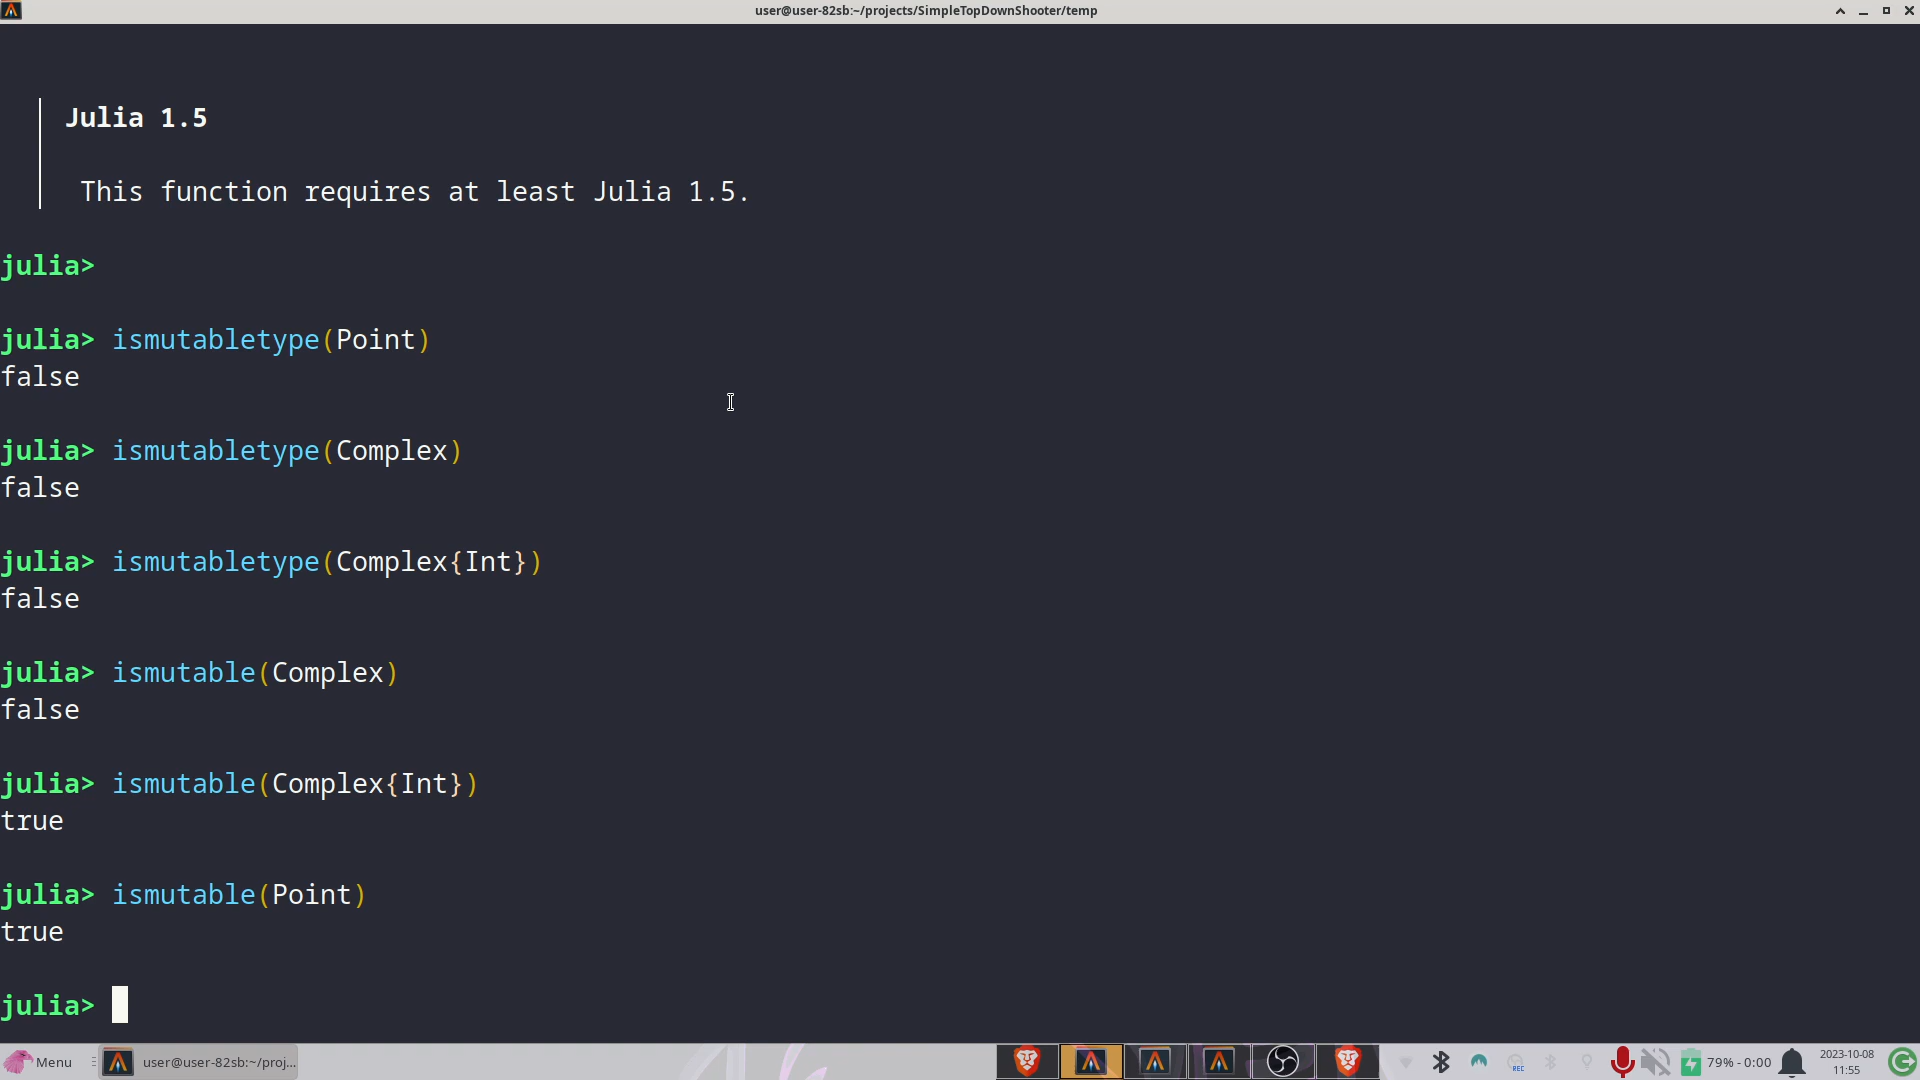 user@user-82sb:~/projects/SimpleTopDownShooter/temp
Julia 1.5
This function requires at least Julia 1.5.
julia>
julia> ismutabletype(Point)
false
julia> ismutabletype(Complex)
false
julia> ismutabletype(Complex{Int})
false
julia> ismutable(Complex)
false
julia> ismutable(Complex{Int})
true
julia> ismutable(Point)
true
julia>
Menu
user@user-82sb:~/proj...
REC
79% - 0:00
2023-10-08
11:55